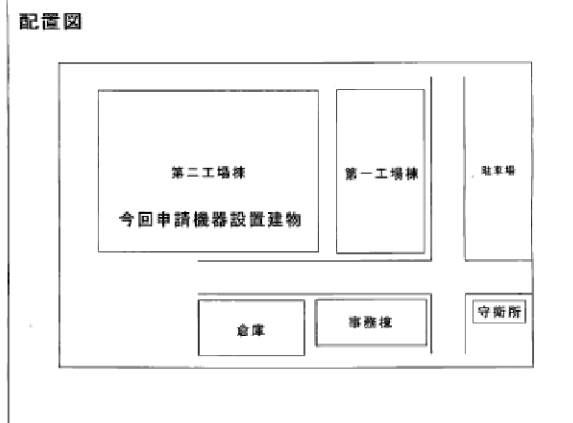 配置図
第二工場棟
今回申請機器設置建物
第一工場棟
駐車場
倉庫
事務棟
守衛所